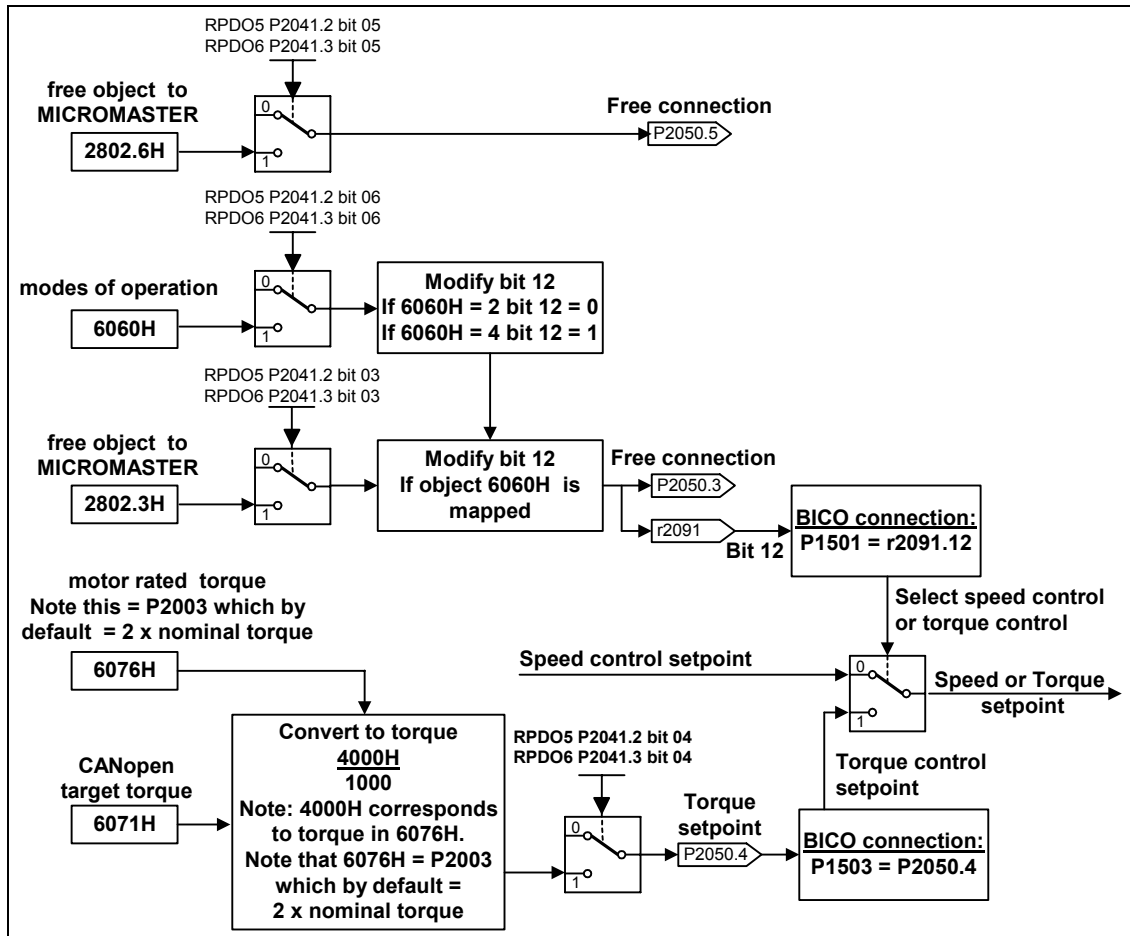 RPDO5 P2041.2 bit 05
RPDO6 P2041.3 bit 05
free object to
MICROMASTER
2802.6H
0
1
Free connection
P2050.5
RPDO5 P2041.2 bit 06
RPDO6 P2041.3 bit 06
modes of operation
6060H
0
1
Modify bit 12
If 6060H = 2 bit 12 = 0
If 6060H = 4 bit 12 = 1
RPDO5 P2041.2 bit 03
RPDO6 P2041.3 bit 03
free object to
MICROMASTER
2802.3H
0
1
Modify bit 12
If object 6060H is
mapped
Free connection
P2050.3
r2091
Bit 12
BICO connection:
P1501 = r2091.12
motor rated torque
Note this = P2003 which by
default = 2 x nominal torque
6076H
Select speed control
or torque control
Speed control setpoint
0
1
Speed or Torque
setpoint
CANopen
target torque
6071H
Convert to torque
4000H
1000
Note: 4000H corresponds
to torque in 6076H.
Note that 6076H = P2003
which by default =
2 x nominal torque
RPDO5 P2041.2 bit 04
RPDO6 P2041.3 bit 04
0
1
Torque
setpoint
P2050.4
Torque control
setpoint
BICO connection:
P1503 = P2050.4